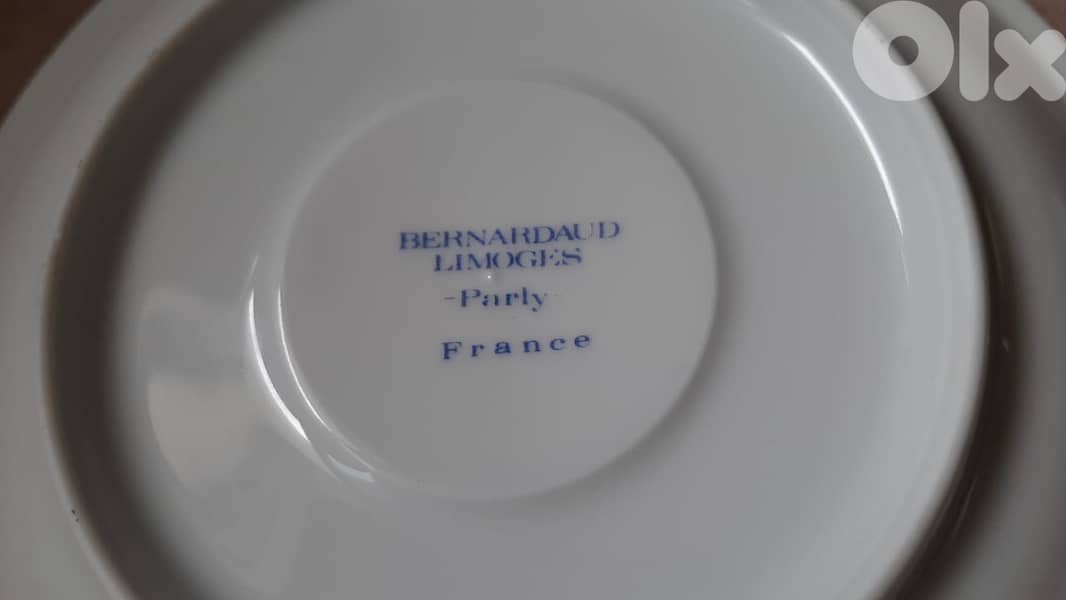 OLX
BERNARDAUD
LIMOGES
-Parly
France